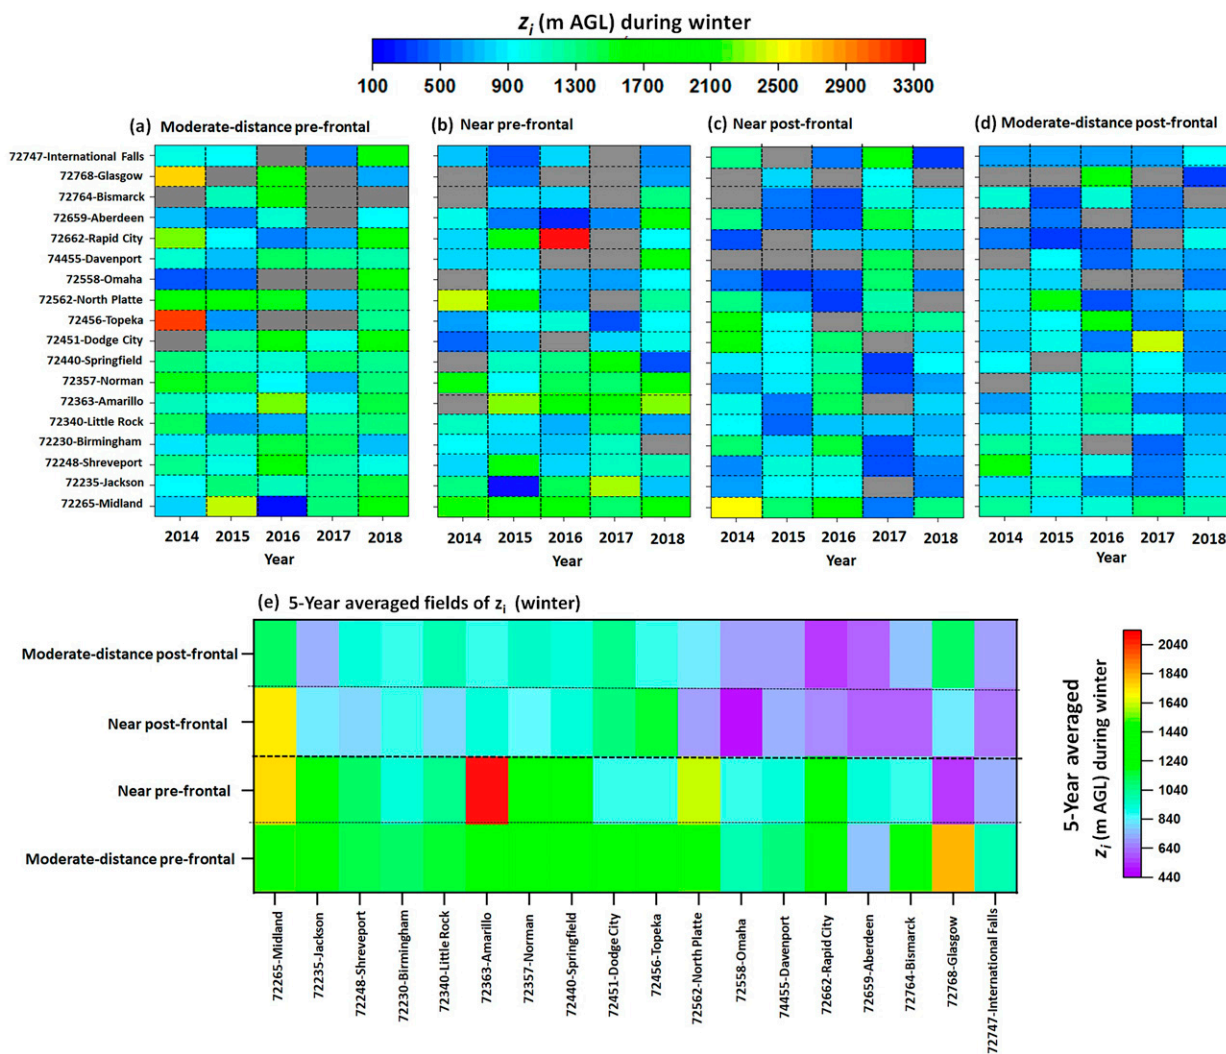 z_i (m AGL) during winter
100 500 900 1300 1700 2100 2500 2900 3300
(a) Moderate-distance pre-frontal
(b) Near pre-frontal
(c) Near post-frontal
(d) Moderate-distance post-frontal
72747-International Falls
72768-Glasgow
72764-Bismarck
72659-Aberdeen
72662-Rapid City
74455-Davenport
72558-Omaha
72562-North Platte
72456-Topeka
72451-Dodge City
72440-Springfield
72357-Norman
72363-Amarillo
72340-Little Rock
72230-Birmingham
72248-Shreveport
72235-Jackson
72265-Midland
2014 2015 2016 2017 2018
2014 2015 2016 2017 2018
2014 2015 2016 2017 2018
2014 2015 2016 2017 2018
Year
Year
Year
Year
(e) 5-Year averaged fields of z_i (winter)
Moderate-distance post-frontal
Near post-frontal
Near pre-frontal
Moderate-distance pre-frontal
72265-Midland
72235-Jackson
72248-Shreveport
72230-Birmingham
72340-Little Rock
72363-Amarillo
72357-Norman
72440-Springfield
72451-Dodge City
72456-Topeka
72562-North Platte
72558-Omaha
74455-Davenport
72662-Rapid City
72659-Aberdeen
72764-Bismarck
72768-Glasgow
72747-International Falls
5-Year averaged
z_i (m AGL) during winter
2040
1840
1640
1440
1240
1040
840
640
440